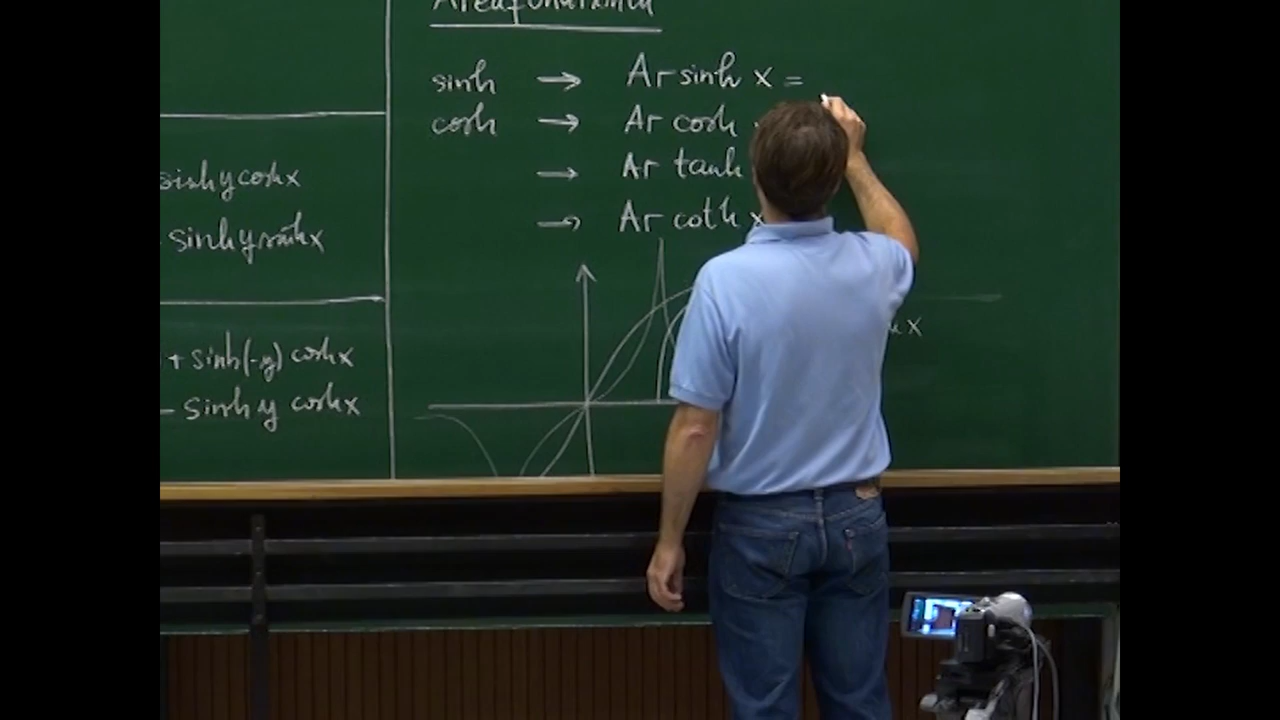 sinh → Ar sinh x =
cosh → Ar cosh
→ Ar tanh
→ Ar coth x
sinh y cosh x
sinh y sinh x
+ sinh(-y) cosh x
- sinh y cosh x
x